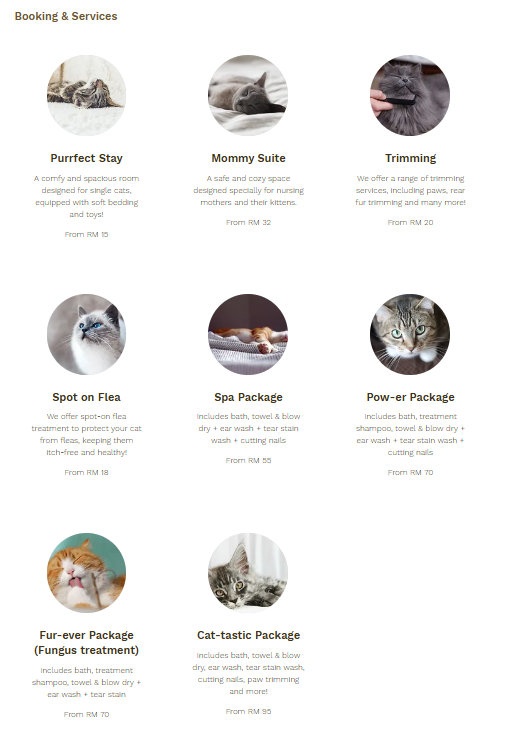 Booking & Services
Purrfect Stay
A comfy and spacious room
designed for single cats,
equipped with soft bedding
and toys!
From RM 15
Mommy Suite
A safe and cozy space
designed specially for nursing
mothers and their kittens.
From RM 32
Trimming
We offer a range of trimming
services, including paws, rear
fur trimming and many more!
From RM 20
Spot on Flea
We offer spot-on flea
treatment to protect your cat
from fleas, keeping them
itch-free and healthy!
From RM 18
Spa Package
Includes bath, towel & blow
dry + ear wash + tear stain
wash + cutting nails
From RM 55
Pow-er Package
Includes bath, treatment
shampoo, towel & blow dry +
ear wash + tear stain wash +
cutting nails
From RM 70
Fur-ever Package
(Fungus treatment)
Includes bath, treatment
shampoo, towel & blow dry +
ear wash + tear stain
From RM 70
Cat-tastic Package
Includes bath, towel & blow
dry, ear wash, tear stain wash,
cutting nails, paw trimming
and more!
From RM 95